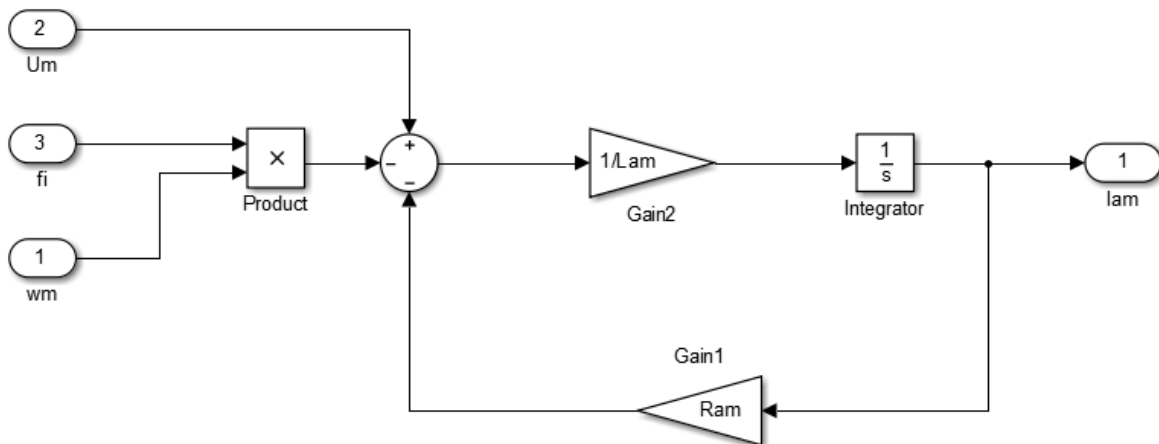 2
Um
3
fi
×
Product
1
wm
+
−
−
1/Lam
Gain2
1
s
Integrator
1
Iam
Gain1
Ram